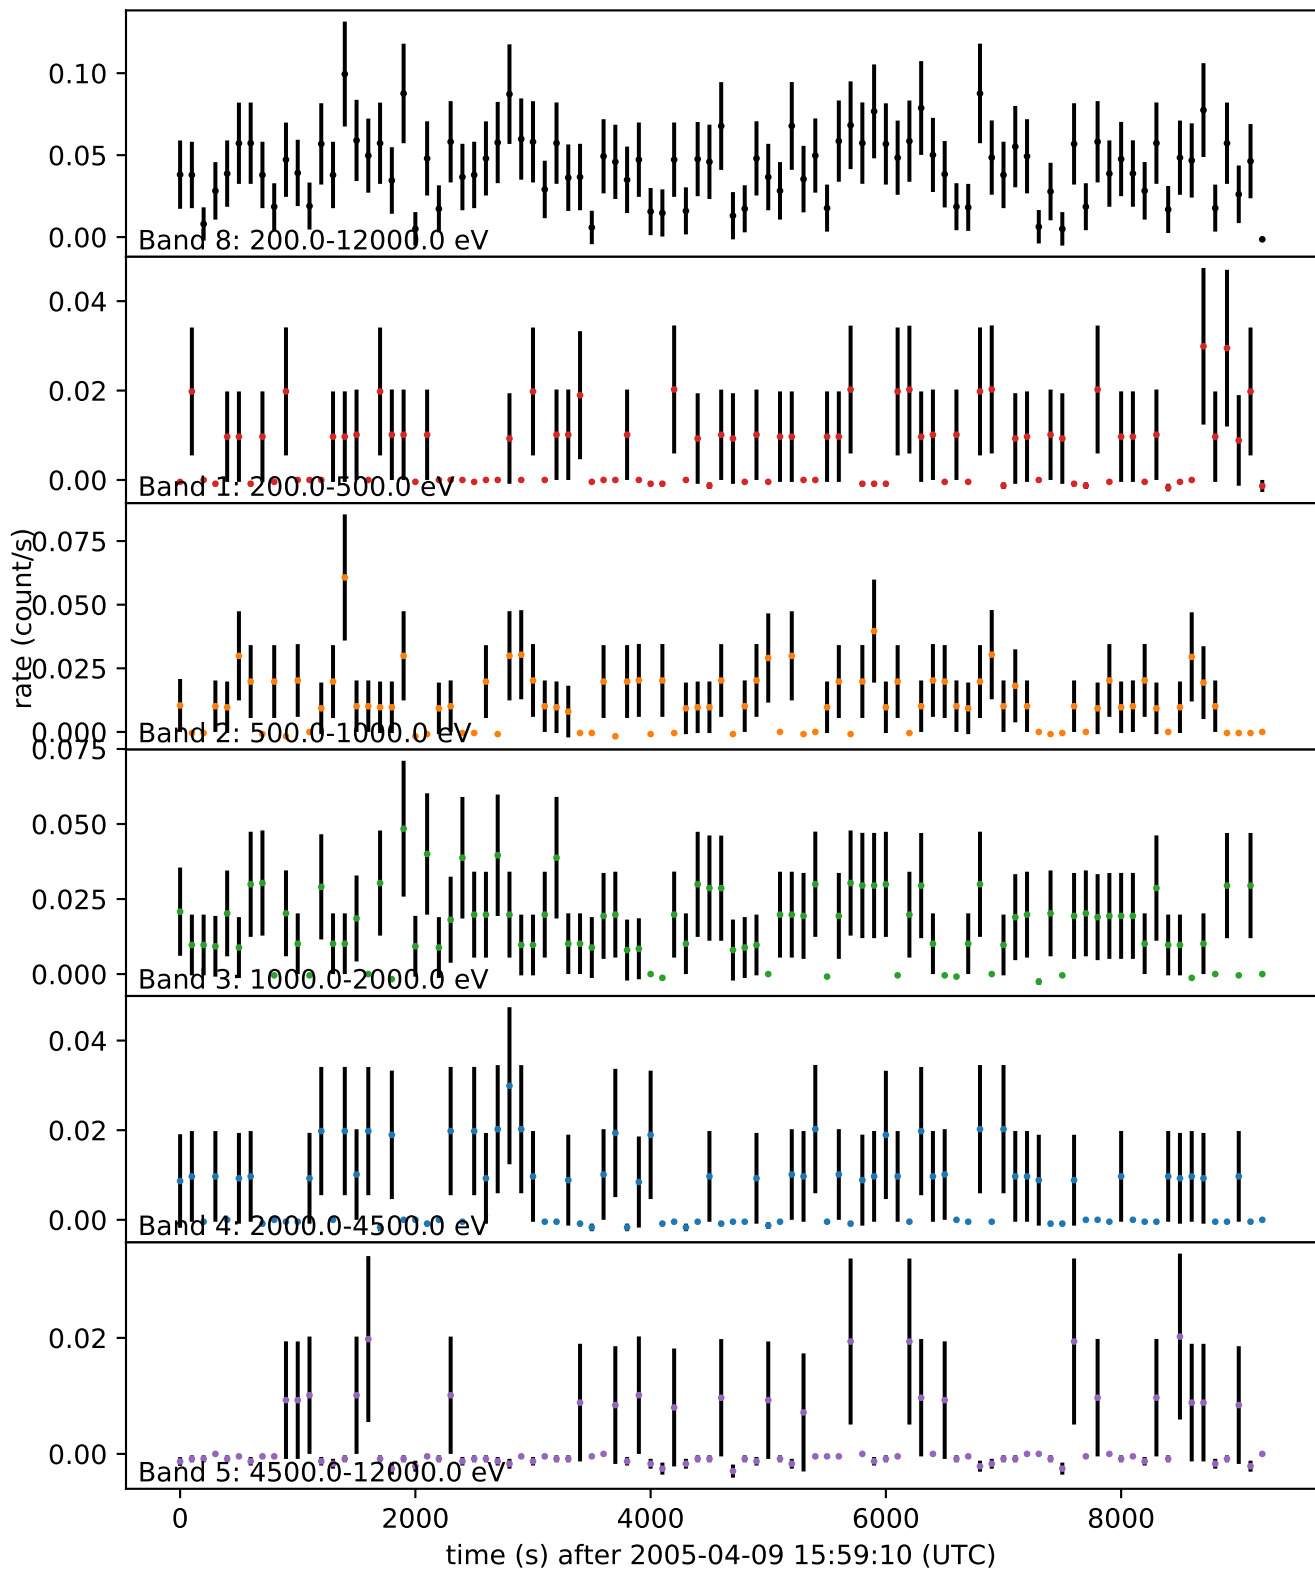 0.10
0.05
0.00
Band 8: 200.0-12000.0 eV
0.04
0.02
0.00
Band 1: 200.0-500.0 eV
rate (count/s)
0.075
0.050
0.025
0.000
Band 2: 500.0-1000.0 eV
0.075
0.050
0.025
0.000
Band 3: 1000.0-2000.0 eV
0.04
0.02
0.00
Band 4: 2000.0-4500.0 eV
0.02
0.00
Band 5: 4500.0-12000.0 eV
0 2000 4000 6000 8000
time (s) after 2005-04-09 15:59:10 (UTC)